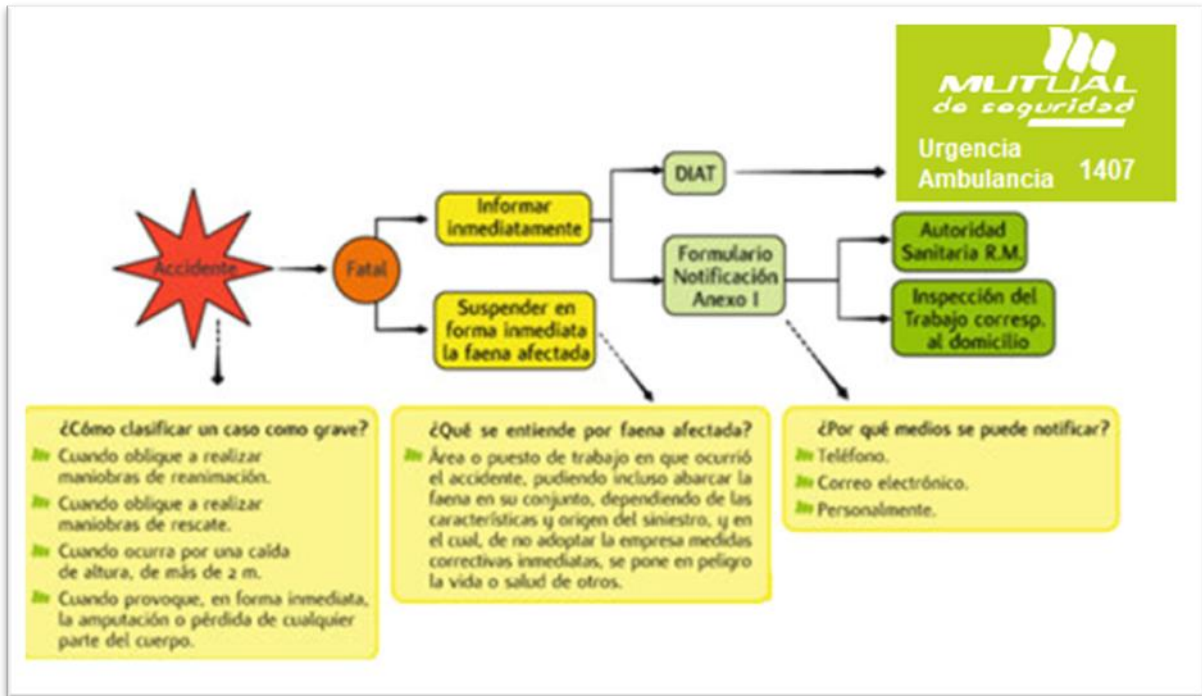 MUTUAL
de seguridad
Urgencia
Ambulancia 1407
DIAT
Informar
inmediatamente
Accidente
Fatal
Formulario
Notificación
Anexo I
Autoridad
Sanitaria R.M.
Suspender en
forma inmediata
la faena afectada
Inspección del
Trabajo corresp.
al domicilio
¿Cómo clasificar un caso como grave?
Cuando obligue a realizar
maniobras de reanimación.
Cuando obligue a realizar
maniobras de rescate.
Cuando ocurra por una caída
de altura, de más de 2 m.
Cuando provoque, en forma inmediata,
la amputación o pérdida de cualquier
parte del cuerpo.
¿Qué se entiende por faena afectada?
Área o puesto de trabajo en que ocurrió
el accidente, pudiendo incluso abarcar la
faena en su conjunto, dependiendo de las
características y origen del siniestro, y en
el cual, de no adoptar la empresa medidas
correctivas inmediatas, se pone en peligro
la vida o salud de otros.
¿Por qué medios se puede notificar?
Teléfono.
Correo electrónico.
Personalmente.